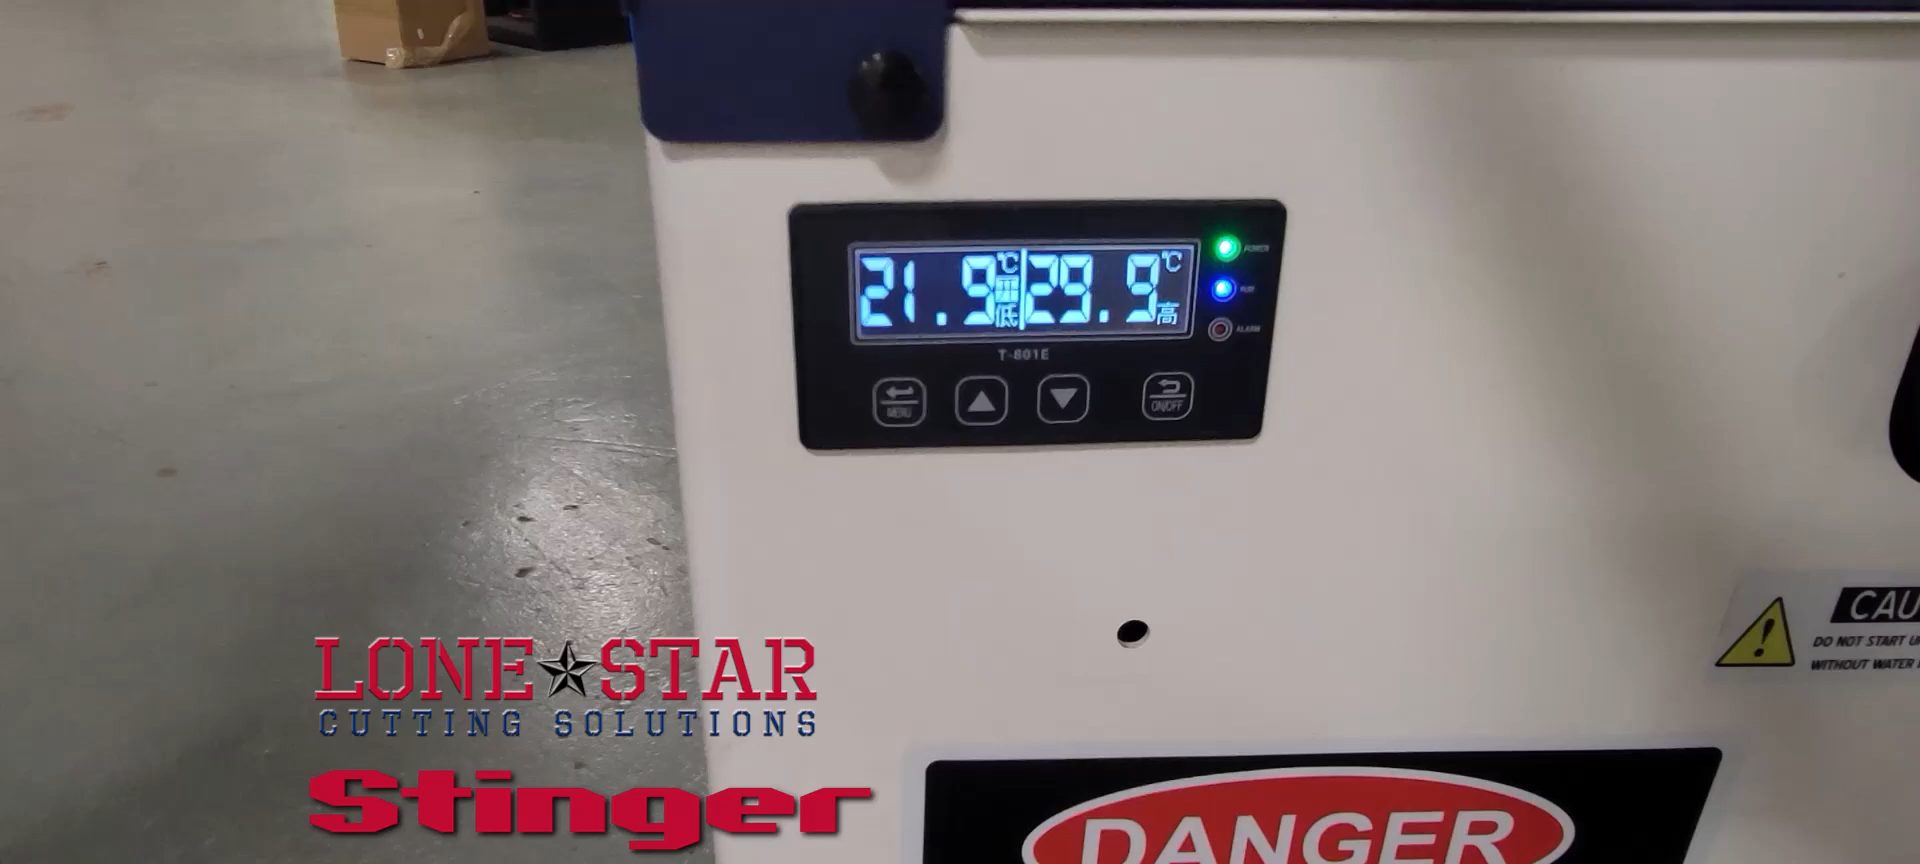 21.9 ℃ 低
29.9 ℃ 高
POWER
RUN
ALARM
T-801E
MENU
ON/OFF
CAU
DO NOT START U
WITHOUT WATER
LONE STAR
CUTTING SOLUTIONS
Stinger
DANGER